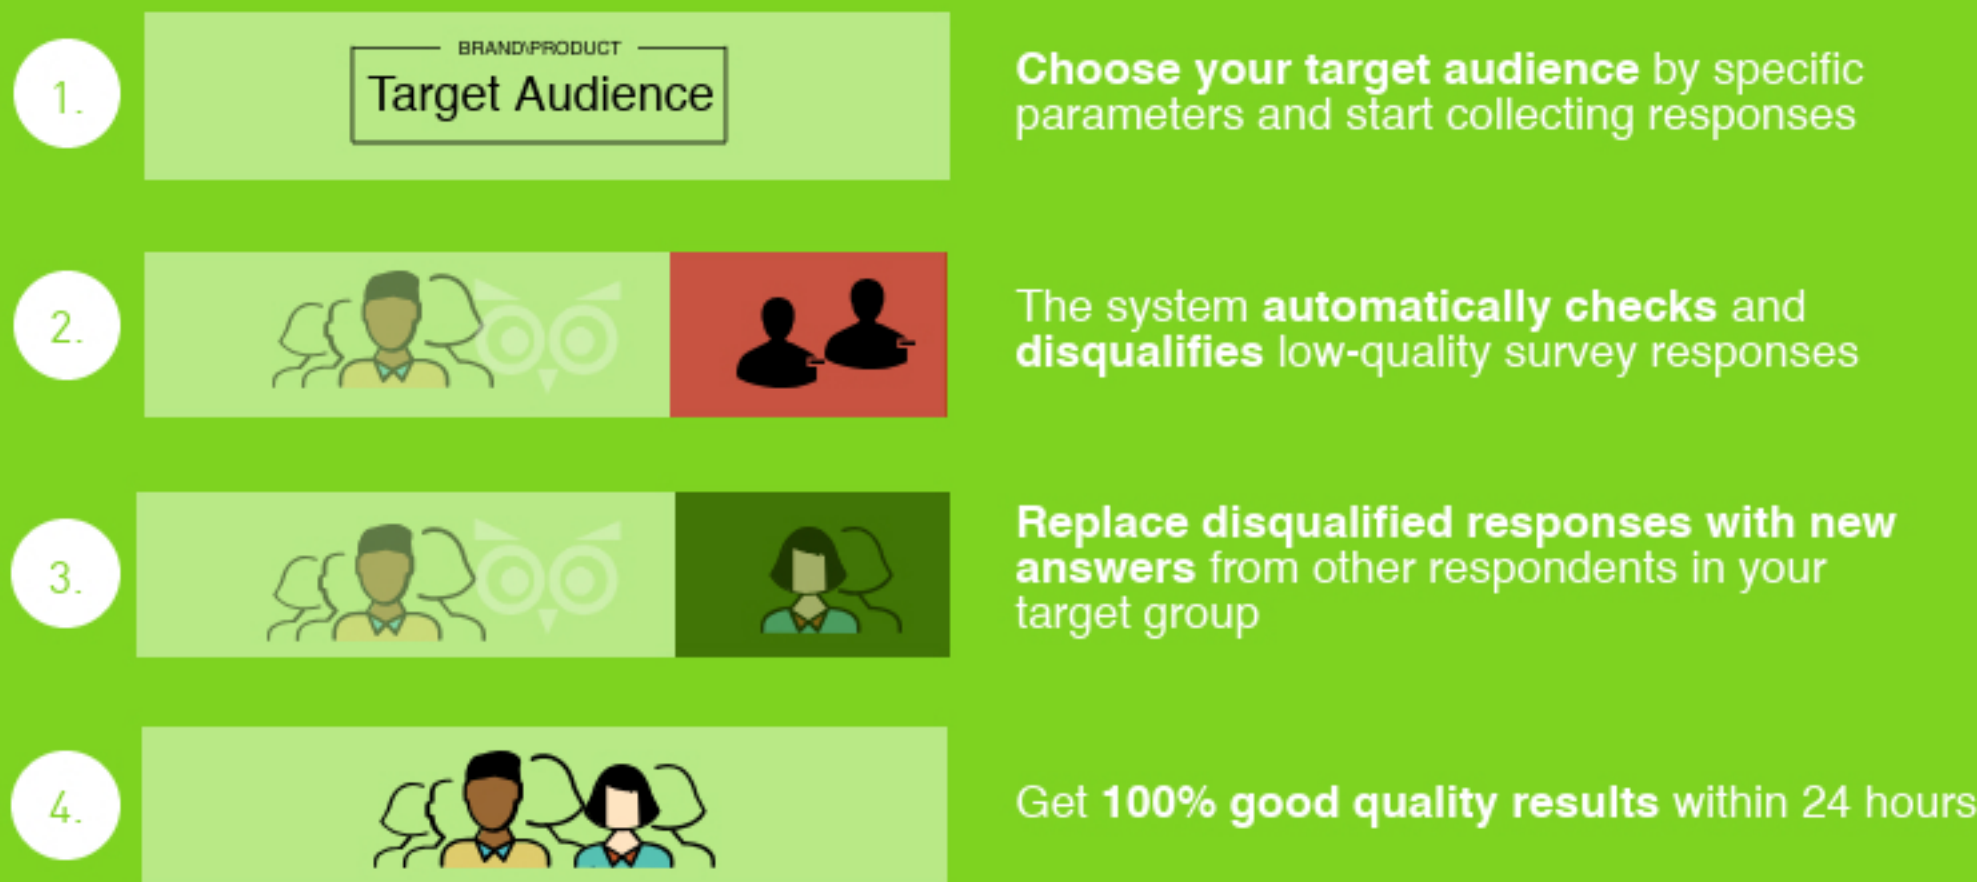 1.
BRAND\PRODUCT
Target Audience
Choose your target audience by specific
parameters and start collecting responses
2.
The system automatically checks and
disqualifies low-quality survey responses
3.
Replace disqualified responses with new
answers from other respondents in your
target group
4.
Get 100% good quality results within 24 hours